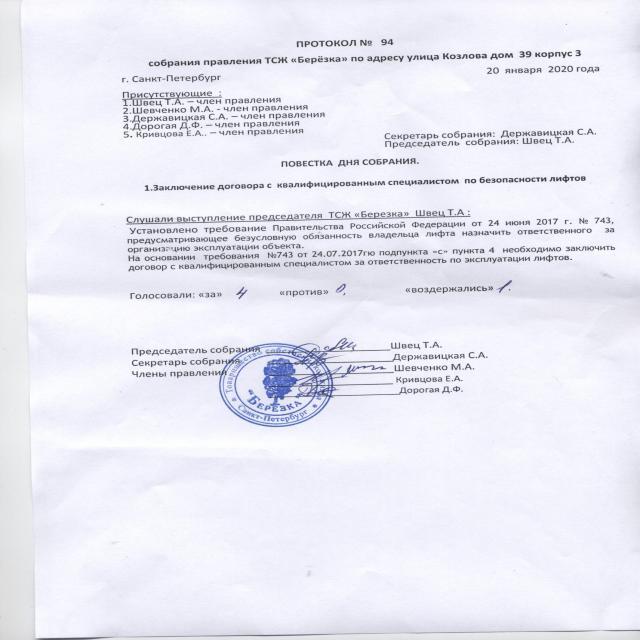 ПРОТОКОЛ № 94
собрания правления ТСЖ «Берёзка» по адресу улица Козлова дом 39 корпус 3
г. Санкт-Петербург 20 января 2020 года
Присутствующие :
1.Швец Т.А. – член правления
2.Шевченко М.А. - член правления
3.Державицкая С.А. – член правления
4.Дорогая Д.Ф. – член правления
5. Кривцова Е.А.. – член правления
Секретарь собрания: Державицкая С.А.
Председатель собрания: Швец Т.А.
ПОВЕСТКА ДНЯ СОБРАНИЯ.
1.Заключение договора с квалифицированным специалистом по безопасности лифтов
Слушали выступление председателя ТСЖ «Березка» Швец Т.А :
Установлено требование Правительства Российской Федерации от 24 июня 2017 г. № 743,
предусматривающее безусловную обязанность владельца лифта назначить ответственного за
организацию эксплуатации объекта.
На основании требования №743 от 24.07.2017гю подпункта «с» пункта 4 необходимо заключить
договор с квалифицированным специалистом за ответственность по эксплуатации лифтов.
Голосовали: «за» 4 «против» 0, «воздержались» 1.
Председатель собрания Швец Т.А.
Секретарь собрания Державицкая С.А.
Члены правления Шевченко М.А.
Кривцова Е.А.
Дорогая Д.Ф.
"БЕРЁЗКА"
Санкт-Петербург